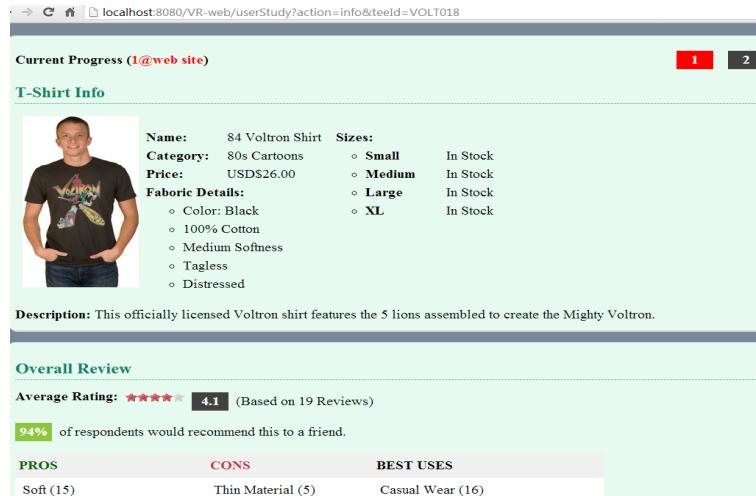 localhost:8080/VR-web/userStudy?action=info&teeId=VOLT018
Current Progress (1@web site) 1 2
T-Shirt Info
VOLTRON
Name: 84 Voltron Shirt Sizes:
Category: 80s Cartoons Small In Stock
Price: USD$26.00 Medium In Stock
Faboric Details: Large In Stock
Color: Black XL In Stock
100% Cotton
Medium Softness
Tagless
Distressed
Description: This officially licensed Voltron shirt features the 5 lions assembled to create the Mighty Voltron.
Overall Review
Average Rating: 4.1 (Based on 19 Reviews)
94% of respondents would recommend this to a friend.
PROS CONS BEST USES
Soft (15) Thin Material (5) Casual Wear (16)